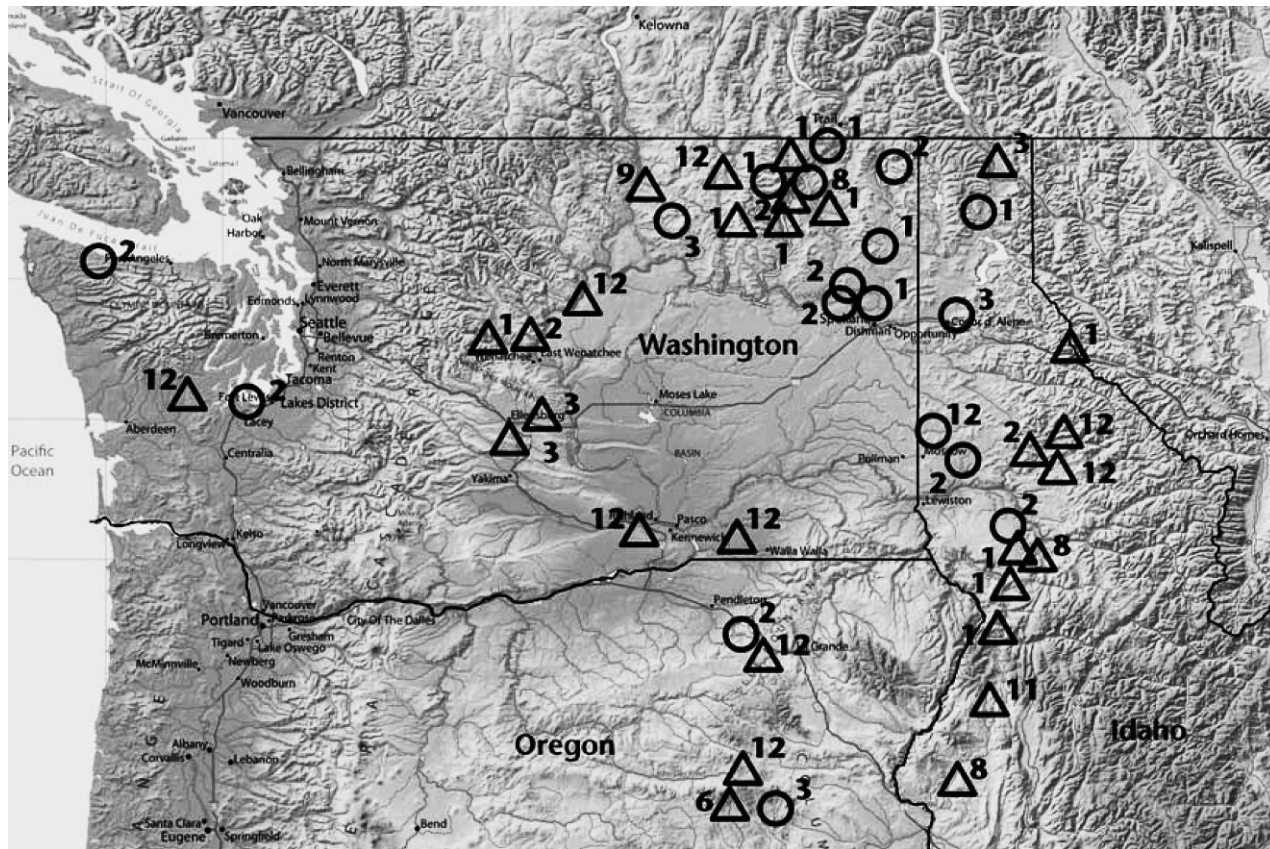 Kelowna
Strait Of Georgia
Vancouver
Trail
1
1
Bellingham
1
12
1
2
3
9
8
Juan De Fuca Strait
Oak
Harbor
Mount Vernon
1
2
1
1
3
1
1
Kalispell
2
Angeles
North Marysville
Everett
Lynnwood
Edmonds
12
2
1
2
3
Coeur d' Alene
Seattle
Bellevue
Bremerton
Renton
Kent
1
2
East Wenatchee
Washington
Dishman
Opportunity
1
Tacoma
12
2
Lakes District
Lacey
Aberdeen
Moses Lake
COLUMBIA
BASIN
Ellensburg
3
3
12
12
Orchard Homes
Pacific
Ocean
Centralia
Yakima
Pullman
Moscow
2
2
12
Lewiston
2
12
12
Pasco
Kennewick
Walla Walla
Longview
Kelso
1
8
1
Vancouver
Portland
Parkrose
Gresham
Tigard
Lake Oswego
City Of The Dalles
Pendleton
2
12
Grande
1
McMinnville
Newberg
Woodburn
11
Albany
Corvallis
Lebanon
Oregon
Idaho
12
6
3
8
Santa Clara
Eugene
Springfield
Bend